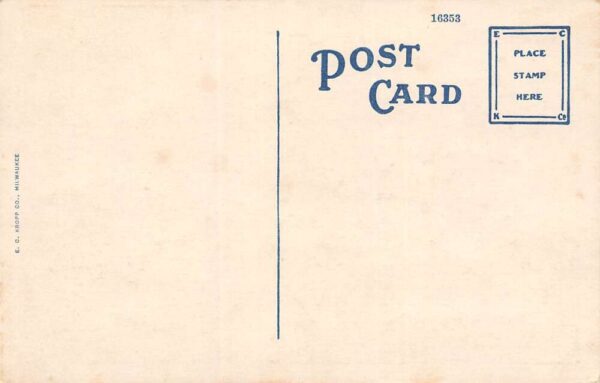 16353
POST
CARD
E C
PLACE
STAMP
HERE
K Co
E. C. KROPP CO., MILWAUKEE